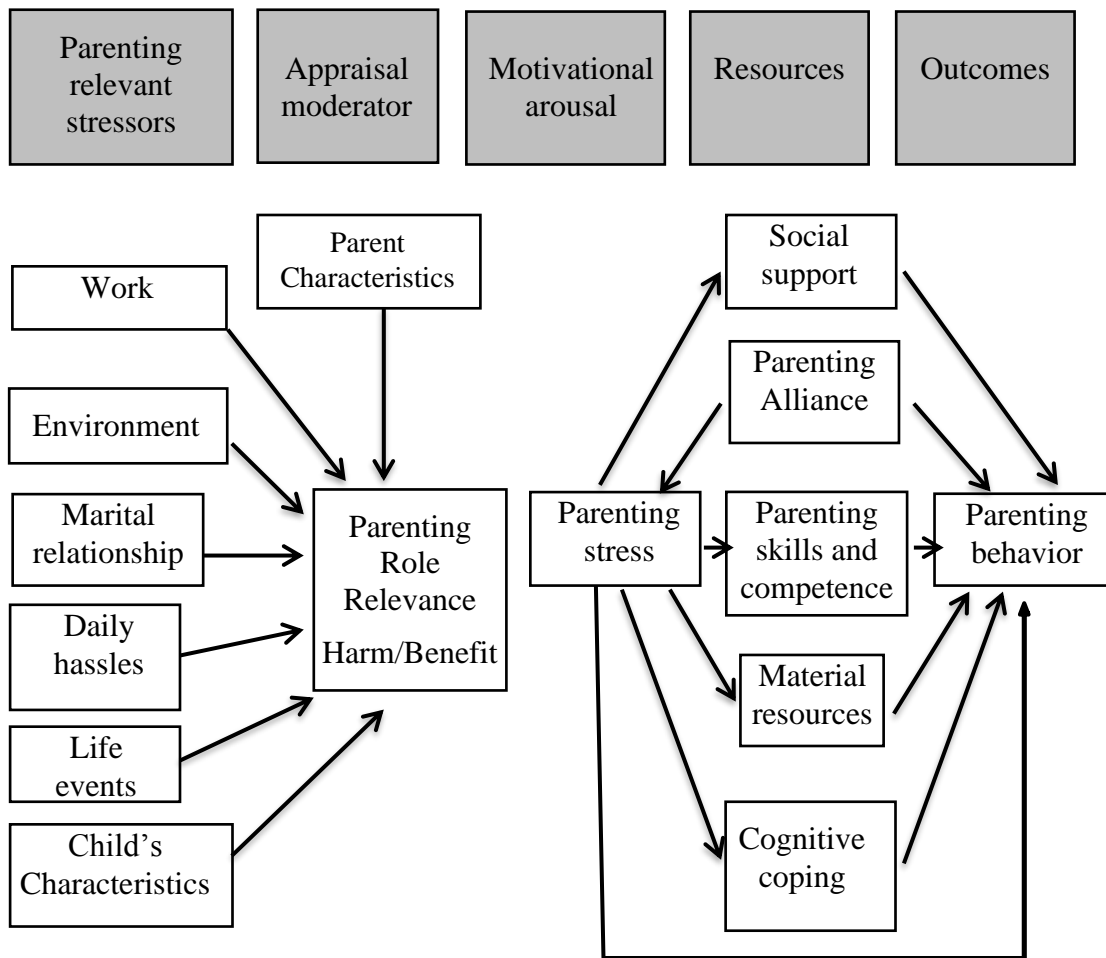 Parenting
relevant
stressors
Appraisal
moderator
Motivational
arousal
Resources
Outcomes
Parent
Characteristics
Work
Environment
Marital
relationship
Daily
hassles
Life
events
Child's
Characteristics
Parenting
Role
Relevance
Harm/Benefit
Parenting
stress
Social
support
Parenting
Alliance
Parenting
skills and
competence
Material
resources
Cognitive
coping
Parenting
behavior